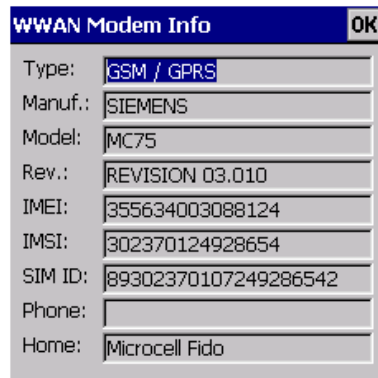 WWAN Modem Info OK
Type: GSM / GPRS
Manuf.: SIEMENS
Model: MC75
Rev.: REVISION 03.010
IMEI: 355634003088124
IMSI: 302370124928654
SIM ID: 89302370107249286542
Phone:
Home: Microcell Fido